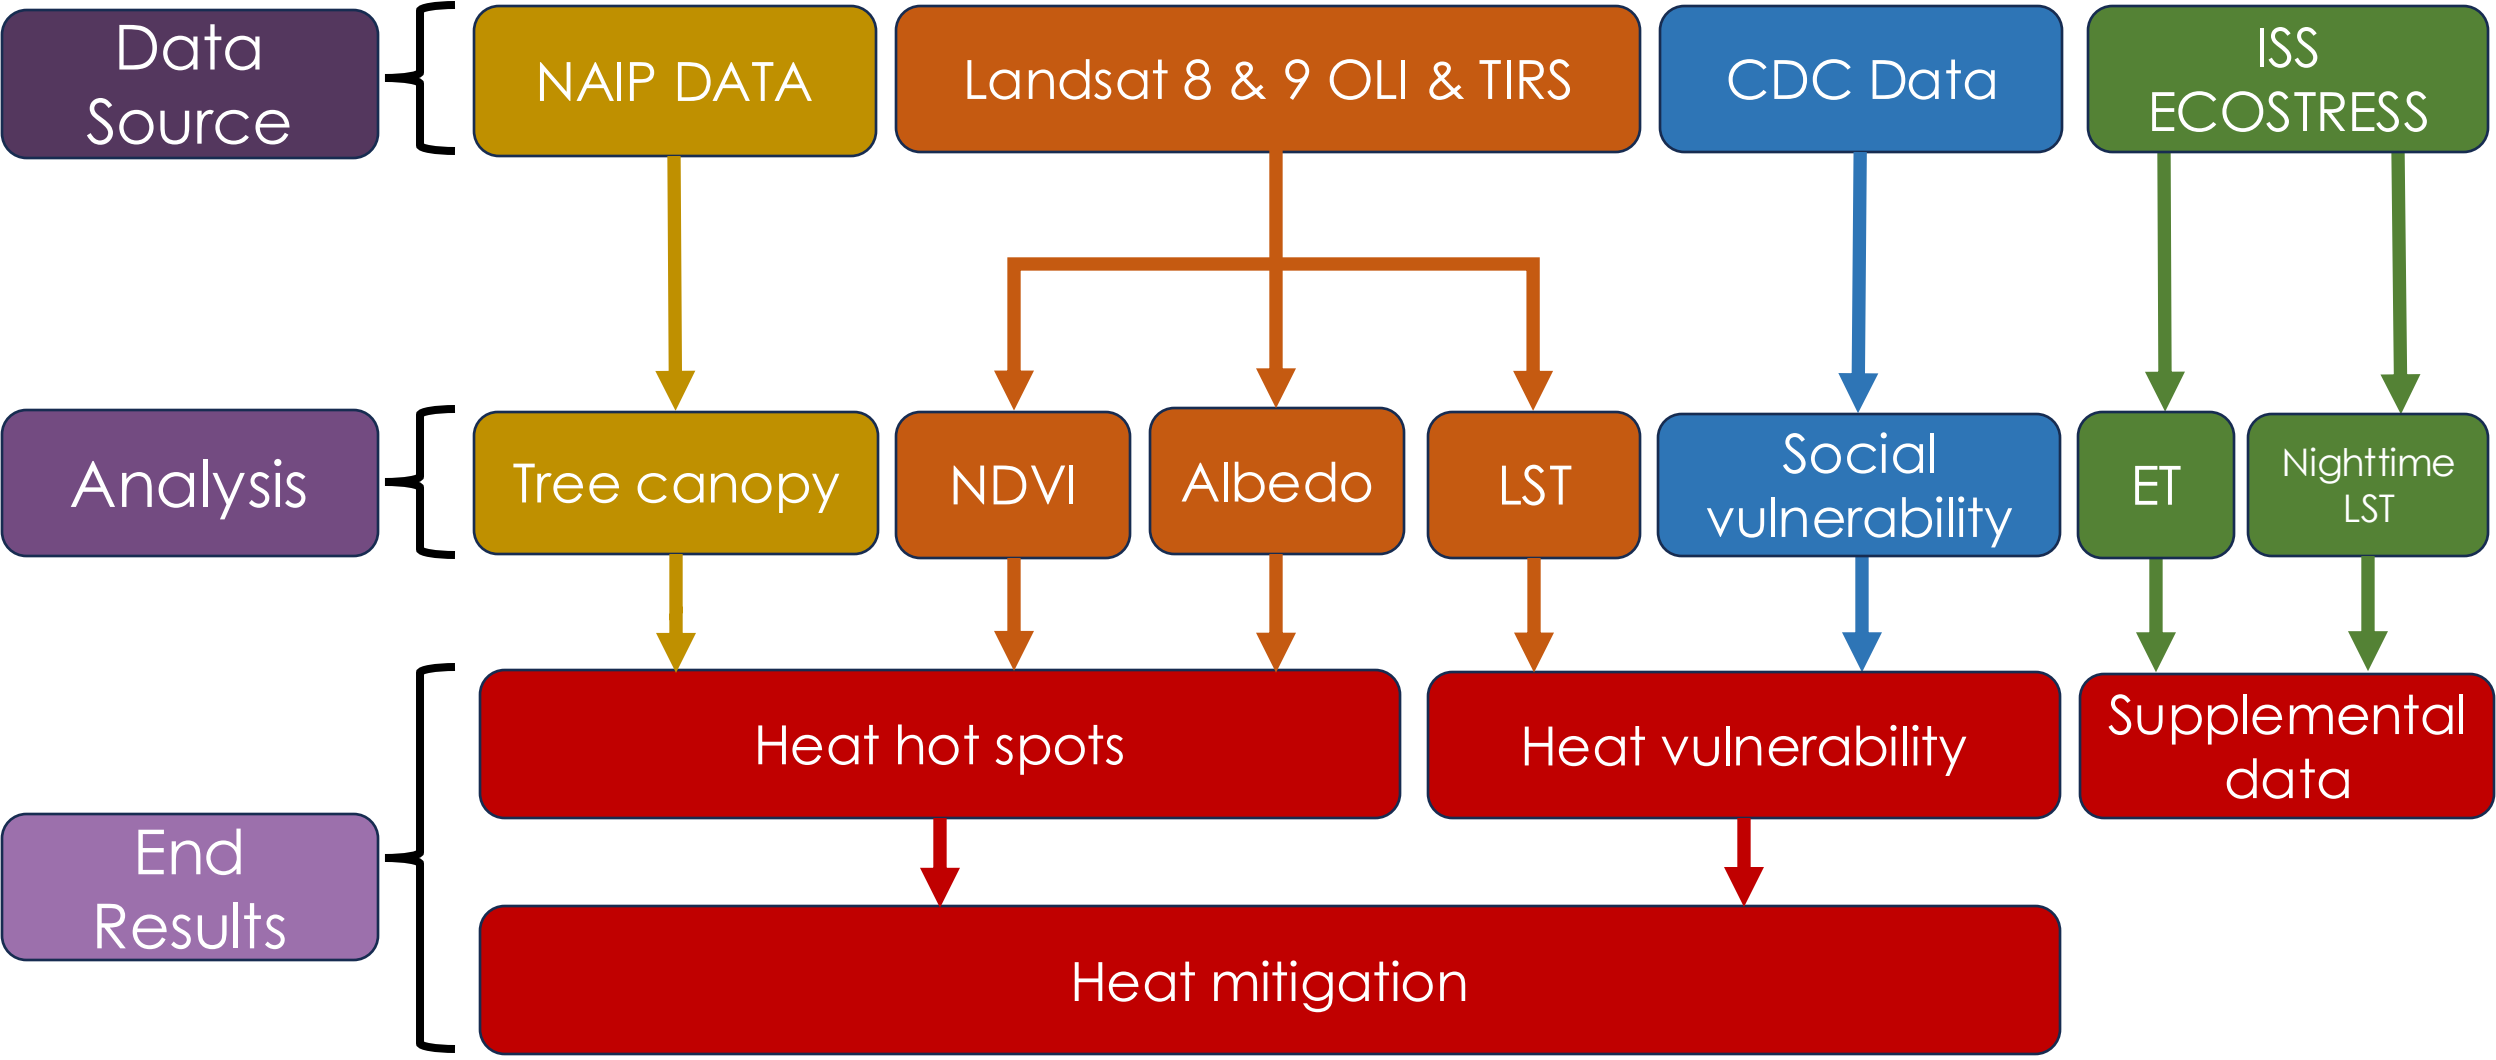 Data
Source
NAIP DATA
Landsat 8 & 9 OLI & TIRS
CDC Data
ISS
ECOSTRESS
Analysis
Tree canopy
NDVI
Albedo
LST
Social
vulnerability
ET
Nighttime
LST
End
Results
Heat hot spots
Heat vulnerability
Supplemental
data
Heat mitigation